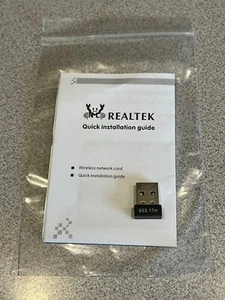 REALTEK
Quick installation guide
Wireless network card
Quick installation guide
802.11n